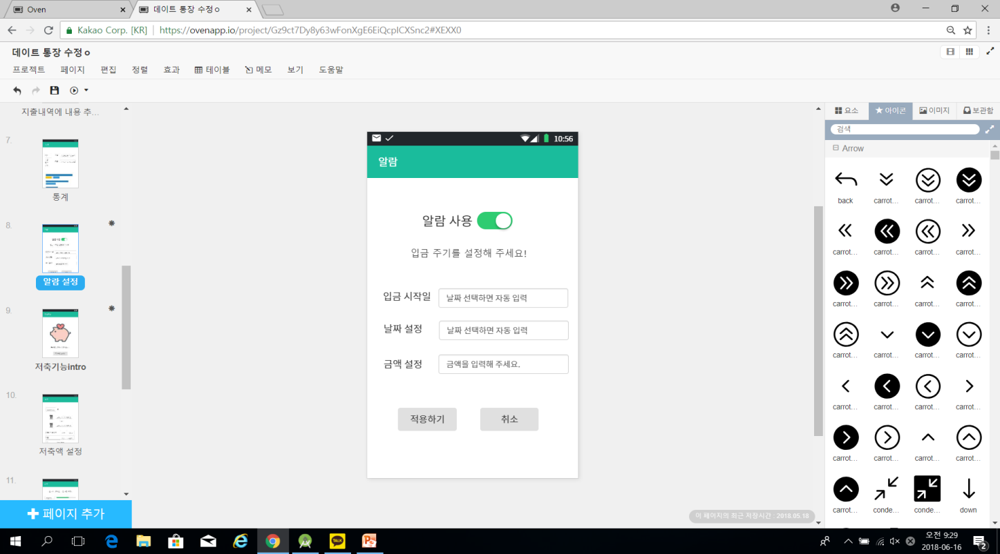 Oven
데이트 통장 수정ㅇ
Kakao Corp. [KR]
https://ovenapp.io/project/Gz9ct7Dy8y63wFonXgE6EiQcpICXSnc2#XEXX0
데이트 통장 수정ㅇ
프로젝트 페이지 편집 정렬 효과 테이블 메모 보기 도움말
지출내역에 내용 추...
7.
통계
8.
알람 설정
9.
저축기능intro
10.
저축액 설정
11.
페이지 추가
10:56
알람
알람 사용
입금 주기를 설정해 주세요!
입금 시작일 날짜 선택하면 자동 입력
날짜 설정 날짜 선택하면 자동 입력
금액 설정 금액을 입력해 주세요.
적용하기 취소
이 페이지의 최근 저장시간 : 2018.05.18
요소 아이콘 이미지 보관함
검색
Arrow
back carrot... carrot... carrot...
carrot... carrot... carrot... carrot...
carrot... carrot... carrot... carrot...
carrot... carrot... carrot... carrot...
carrot... carrot... carrot... carrot...
carrot... carrot... carrot... carrot...
carrot... conde... conde... down
TALK
오전 9:29
2018-06-16
2